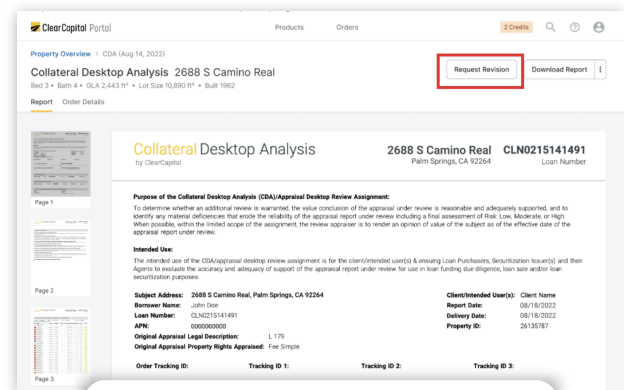 ClearCapital Portal
Products
Orders
2 Credits
Property Overview > CDA (Aug 14, 2022)
Collateral Desktop Analysis 2688 S Camino Real
Bed 3 • Bath 4 • GLA 2,443 ft² • Lot Size 10,890 ft² • Built 1962
Request Revision
Download Report
Report Order Details
Page 1
Page 2
Page 3
Collateral Desktop Analysis
by ClearCapital
2688 S Camino Real CLN0215141491
Palm Springs, CA 92264 Loan Number
Purpose of the Collateral Desktop Analysis (CDA)/Appraisal Desktop Review Assignment:
To determine whether an additional review is warranted, the value conclusion of the appraisal under review is reasonable and adequately supported, and to
identify any material deficiencies that erode the reliability of the appraisal report under review including a final assessment of Risk: Low, Moderate, or High.
When possible, within the limited scope of the assignment, the review appraiser is to render an opinion of value of the subject as of the effective date of the
appraisal report under review.
Intended Use:
The intended use of the CDA/appraisal desktop review assignment is for the client/intended user(s) & ensuing Loan Purchasers, Securitization Issuer(s) and their
Agents to evaluate the accuracy and adequacy of support of the appraisal report under review for use in loan funding due diligence, loan sale and/or loan
securitization purposes.
Subject Address: 2688 S Camino Real, Palm Springs, CA 92264 Client/Intended User(s): Client Name
Borrower Name: John Doe Report Date: 08/18/2022
Loan Number: CLN0215141491 Delivery Date: 08/18/2022
APN: 0000000000 Property ID: 26135787
Original Appraisal Legal Description: L 179
Original Appraisal Property Rights Appraised: Fee Simple
Order Tracking ID: Tracking ID 1: Tracking ID 2: Tracking ID 3: